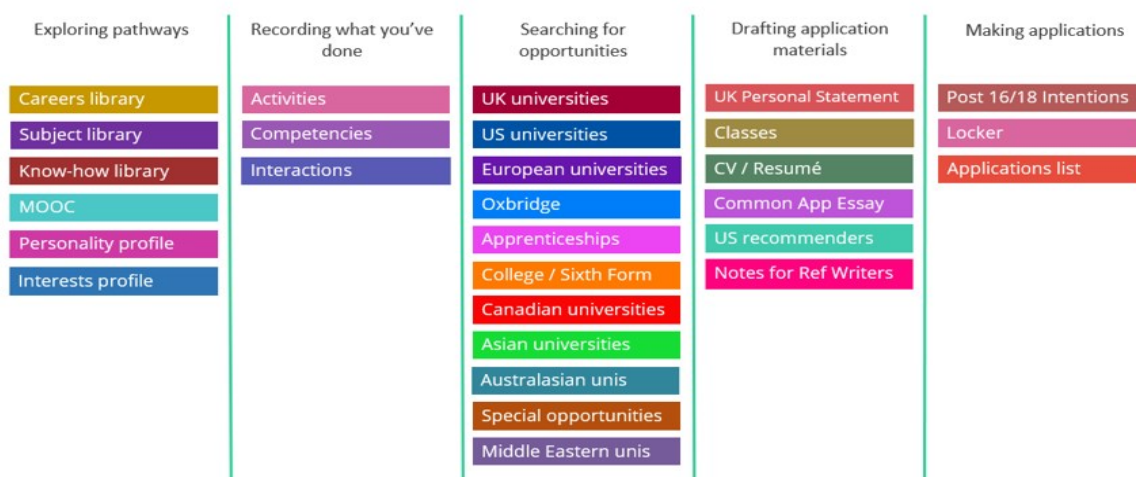 Exploring pathways
Careers library
Subject library
Know-how library
MOOC
Personality profile
Interests profile
Recording what you've
done
Activities
Competencies
Interactions
Searching for
opportunities
UK universities
US universities
European universities
Oxbridge
Apprenticeships
College / Sixth Form
Canadian universities
Asian universities
Australasian unis
Special opportunities
Middle Eastern unis
Drafting application
materials
UK Personal Statement
Classes
CV / Resumé
Common App Essay
US recommenders
Notes for Ref Writers
Making applications
Post 16/18 Intentions
Locker
Applications list